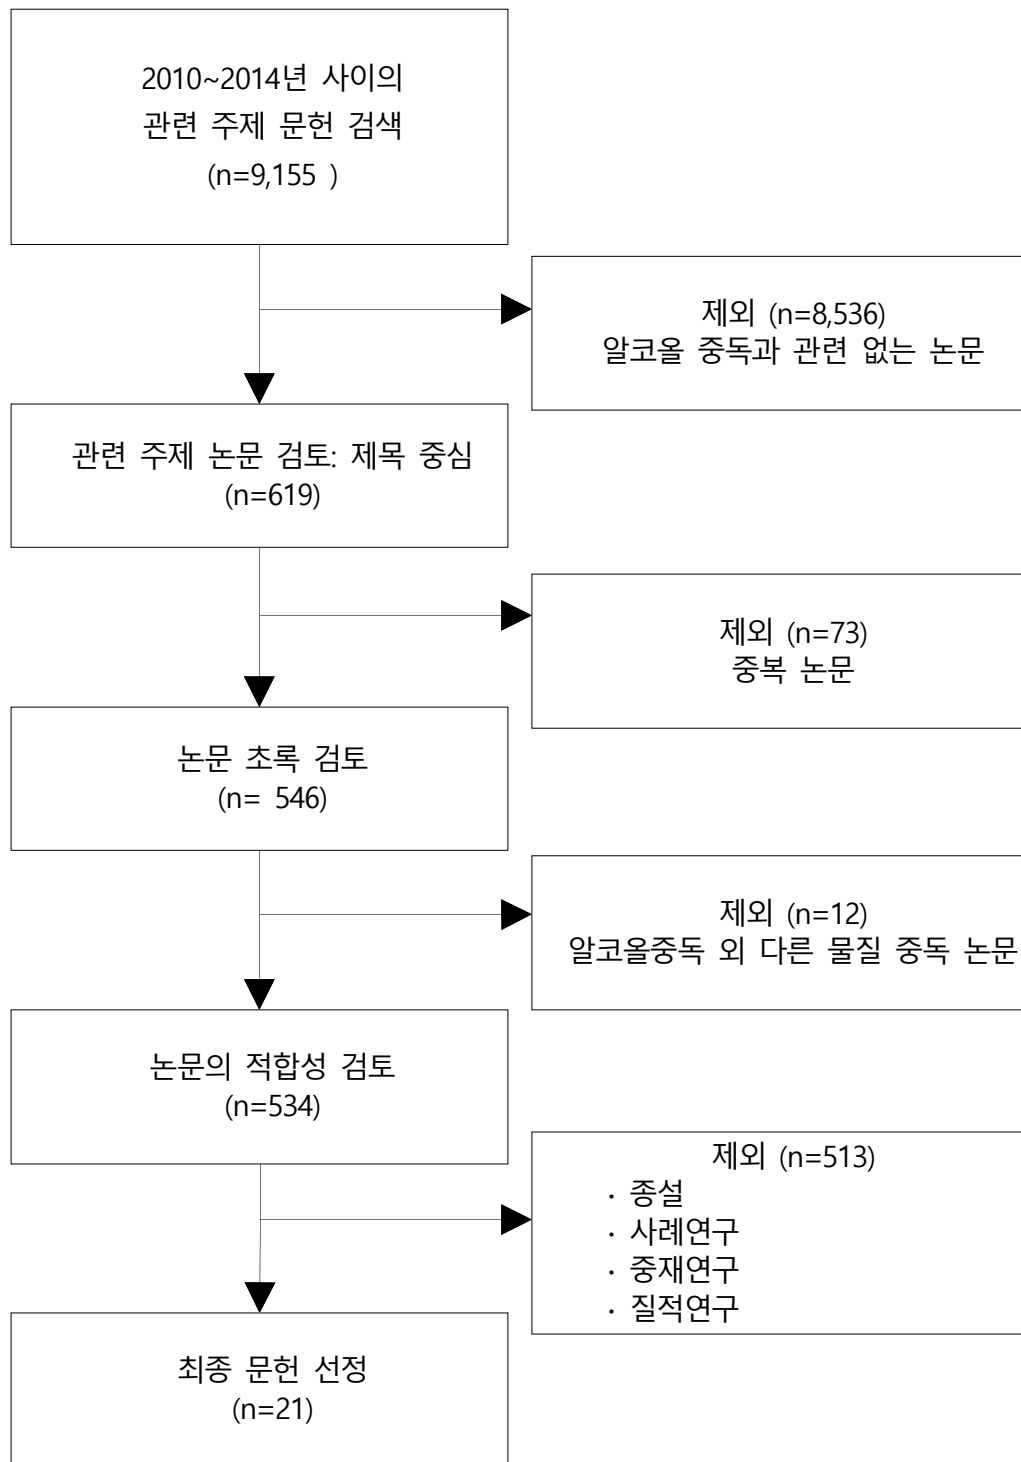 2010~2014년 사이의
관련 주제 문헌 검색
(n=9,155 )
제외 (n=8,536)
알코올 중독과 관련 없는 논문
관련 주제 논문 검토: 제목 중심
(n=619)
제외 (n=73)
중복 논문
논문 초록 검토
(n= 546)
제외 (n=12)
알코올중독 외 다른 물질 중독 논문
논문의 적합성 검토
(n=534)
제외 (n=513)
· 종설
· 사례연구
· 중재연구
· 질적연구
최종 문헌 선정
(n=21)